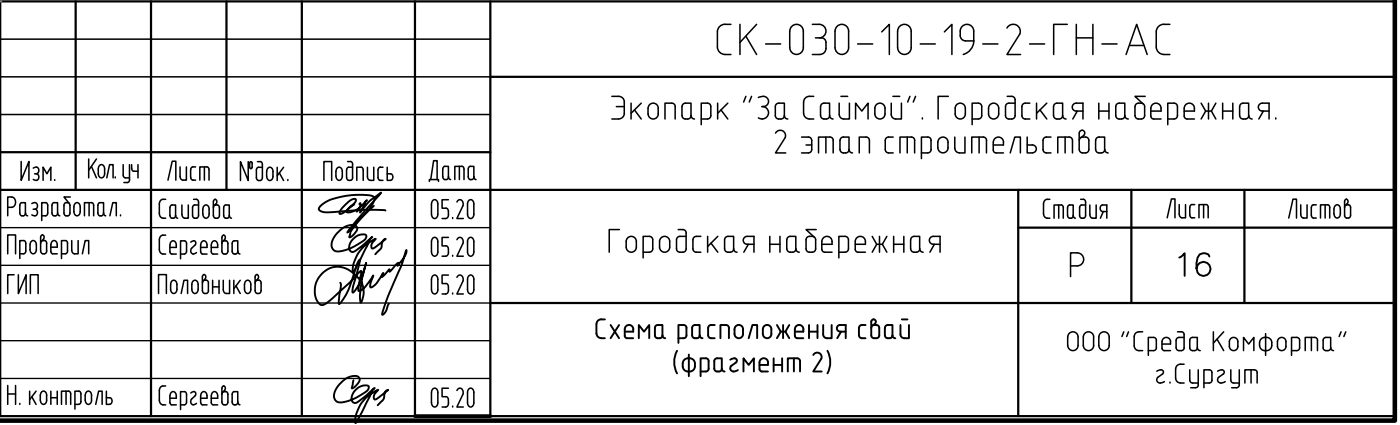 СК-030-10-19-2-ГН-АС
Экопарк "За Саймой". Городская набережная.
2 этап строительства
Изм. Кол.уч Лист №док. Подпись Дата
Разработал. Саидова 05.20
Проверил Сергеева 05.20
ГИП Половников 05.20
Н. контроль Сергеева 05.20
Городская набережная
Стадия Лист Листов
Р 16
Схема расположения свай
(фрагмент 2)
ООО "Среда Комфорта"
г.Сургут